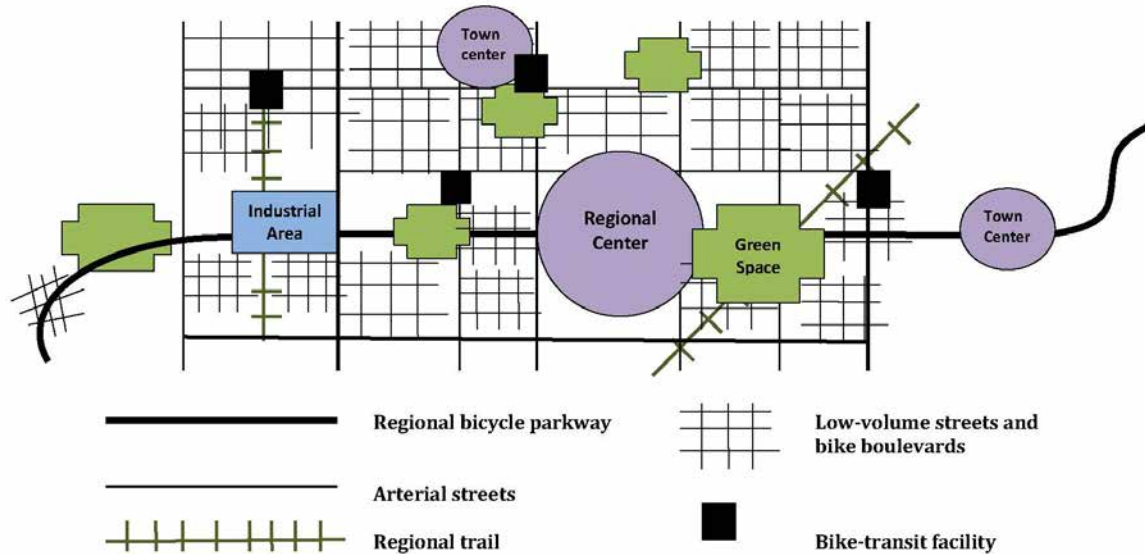 Town
center
Industrial
Area
Regional
Center
Green
Space
Town
Center
Regional bicycle parkway
Low-volume streets and
bike boulevards
Arterial streets
Regional trail
Bike-transit facility